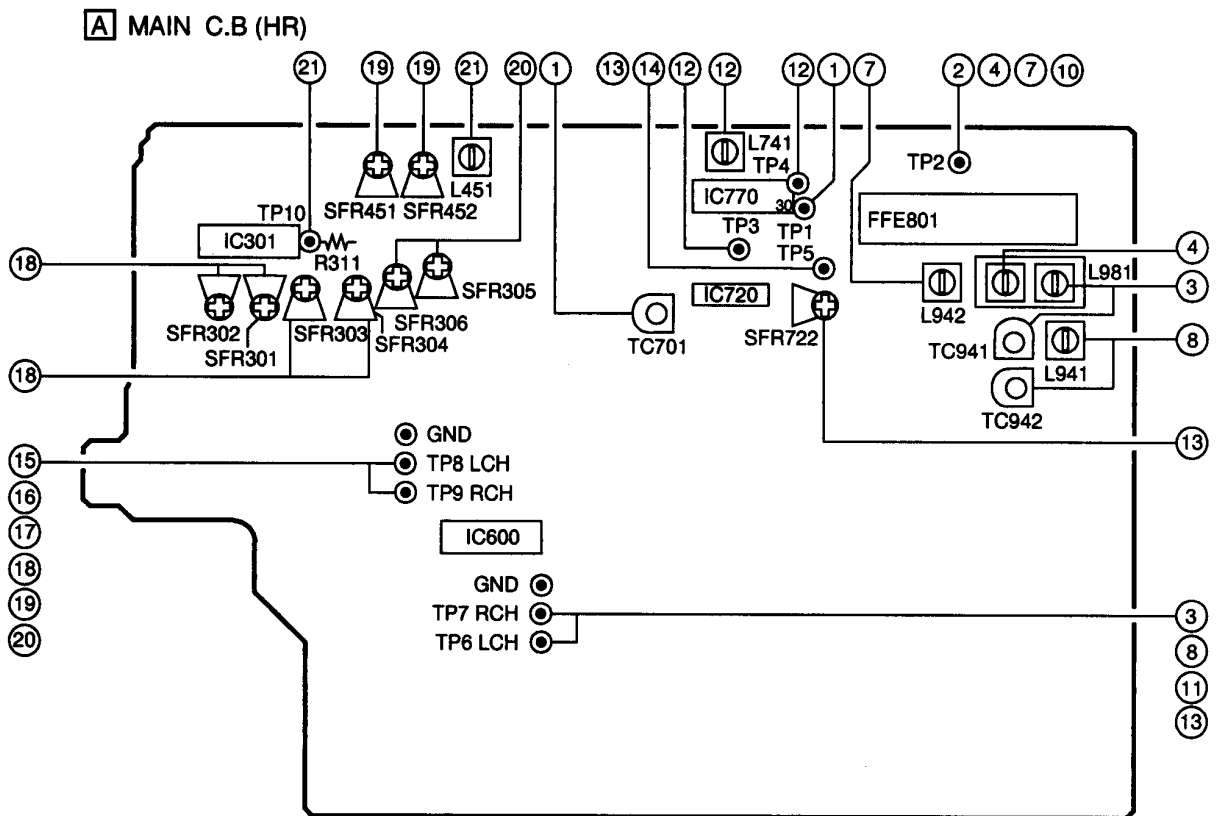 A MAIN C.B (HR)
21 19 19 21 20 1 13 14 12 12 12 1 7 2 4 7 10
L741
TP4
TP2
L451
IC770
SFR451 SFR452
30
TP10
FFE801
IC301
TP3 TP1
TP5
R311
4
18
L981
SFR305
IC720
3
L942
SFR302 SFR303 SFR306
SFR301 SFR304
TC701
SFR722
TC941
8
L941
18
TC942
GND
13
15
TP8 LCH
16
TP9 RCH
17
IC600
18
GND
19
TP7 RCH
3
20
TP6 LCH
8
11
13